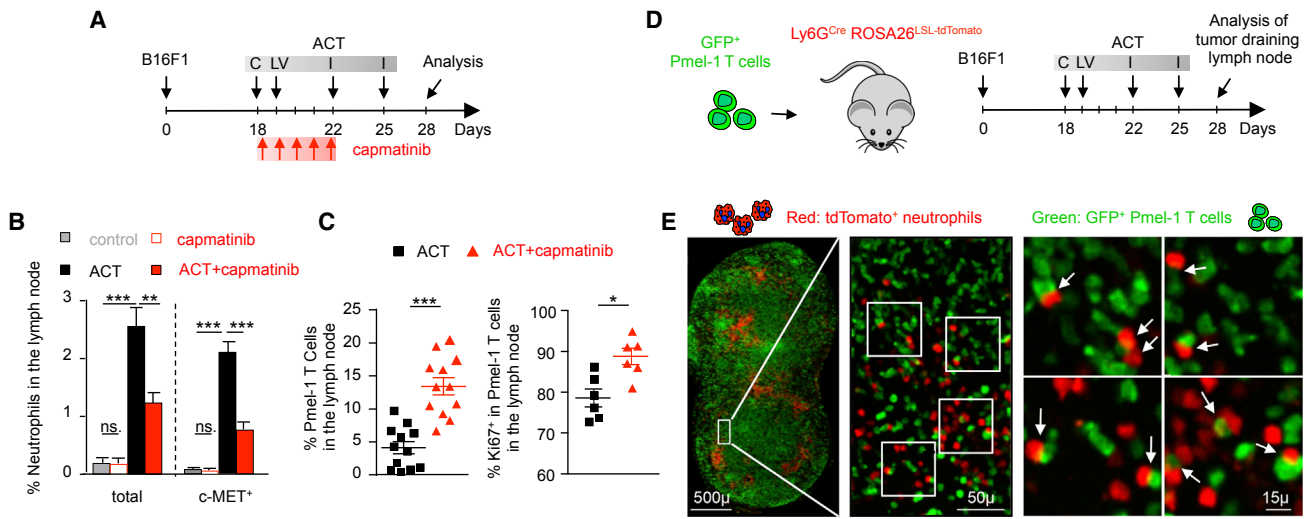 A
ACT
B16F1
C LV I I
Analysis
0 18 22 25 28 Days
capmatinib
B
control capmatinib
ACT ACT+capmatinib
% Neutrophils in the lymph node
3
2
1
0
*** **
ns.
*** ***
ns.
total c-MET+
C
ACT ACT+capmatinib
% Pmel-1 T Cells
in the lymph node
25
20
15
10
5
0
***
% KI67+ in Pmel-1 T cells
in the lymph node
100
90
80
70
60
*
D
GFP+
Pmel-1 T cells
Ly6GCre ROSA26LSL-tdTomato
Analysis of
tumor draining
lymph node
ACT
B16F1
C LV I I
0 18 22 25 28 Days
E
Red: tdTomato+ neutrophils
Green: GFP+ Pmel-1 T cells
500µ
50µ
15µ